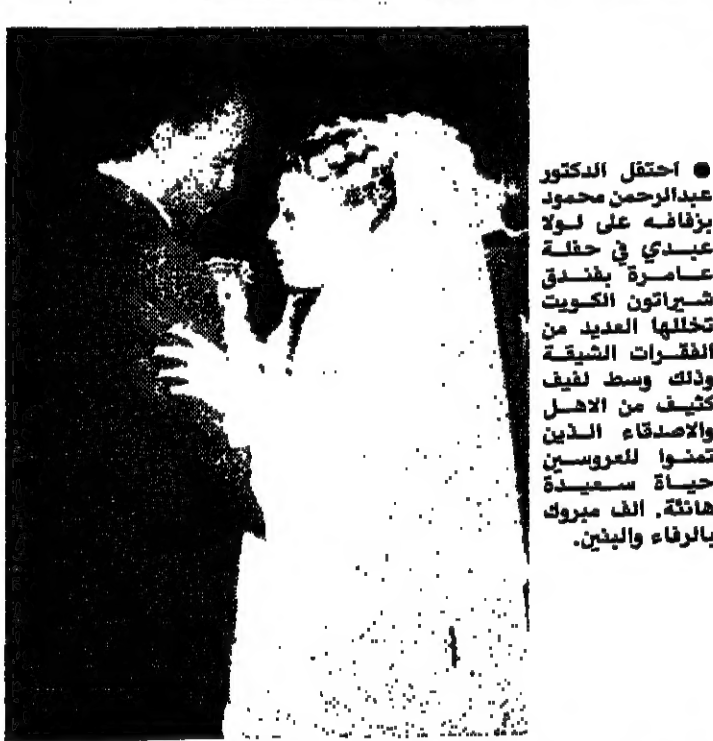 ● احتفل الدكتور
عبدالرحمن محمود
بزفافه على لولا
عبدي في حفلة
عامرة بفندق
شيراتون الكويت
تخللها العديد من
الفقرات الشيقة
وذلك وسط لفيف
كثيف من الاهل
والاصدقاء الذين
تمنوا للعروسين
حياة سعيدة
هانئة. الف مبروك
بالرفاء والبنين.